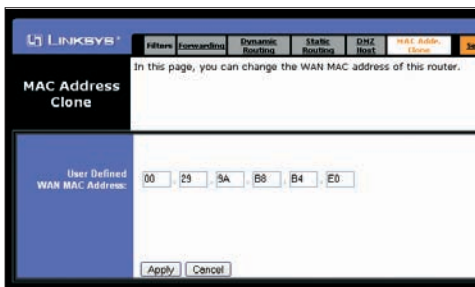 LINKSYS®
Filters Forwarding Dynamic Routing Static Routing DMZ Host MAC Addr. Clone
MAC Address Clone
In this page, you can change the WAN MAC address of this router.
User Defined
WAN MAC Address:
00 . 29 . 9A . B8 . B4 . E0
Apply Cancel